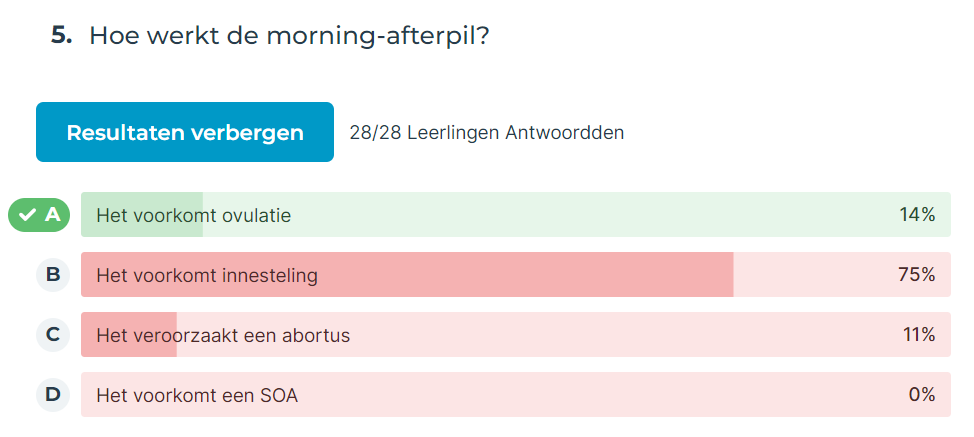 5. Hoe werkt de morning-afterpil?
Resultaten verbergen 28/28 Leerlingen Antwoordden
A Het voorkomt ovulatie 14%
B Het voorkomt innesteling 75%
C Het veroorzaakt een abortus 11%
D Het voorkomt een SOA 0%